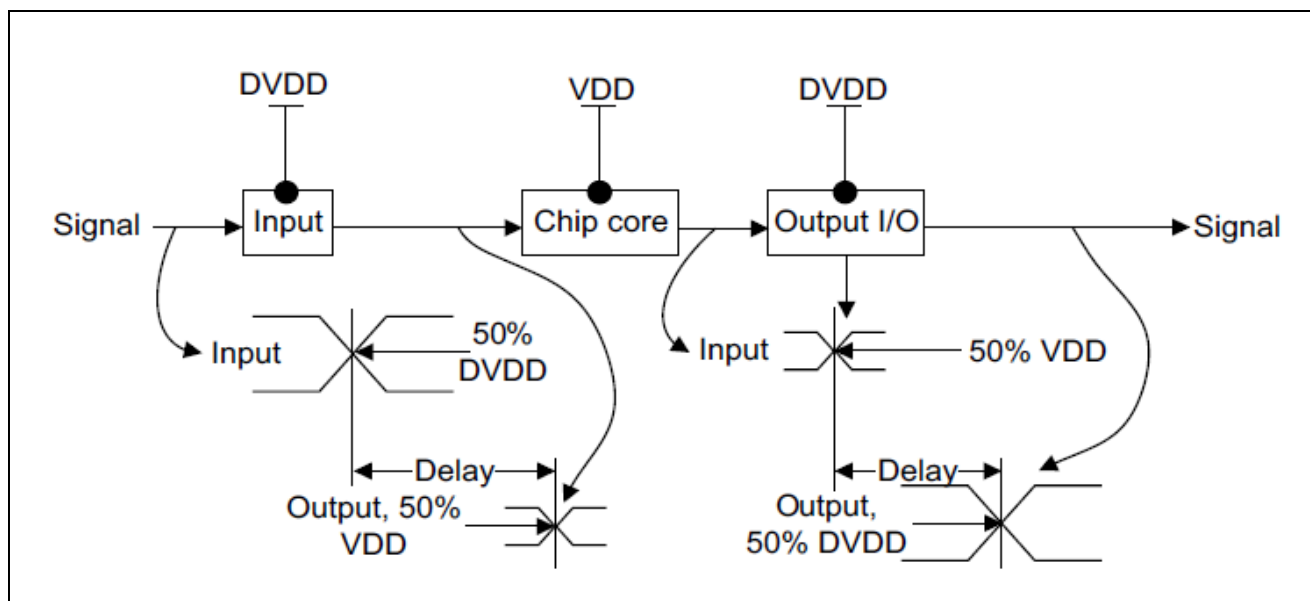 DVDD
VDD
DVDD
Signal
Input
Chip core
Output I/O
Signal
Input
50%
DVDD
Input
50% VDD
Delay
Output, 50%
VDD
Delay
Output,
50% DVDD